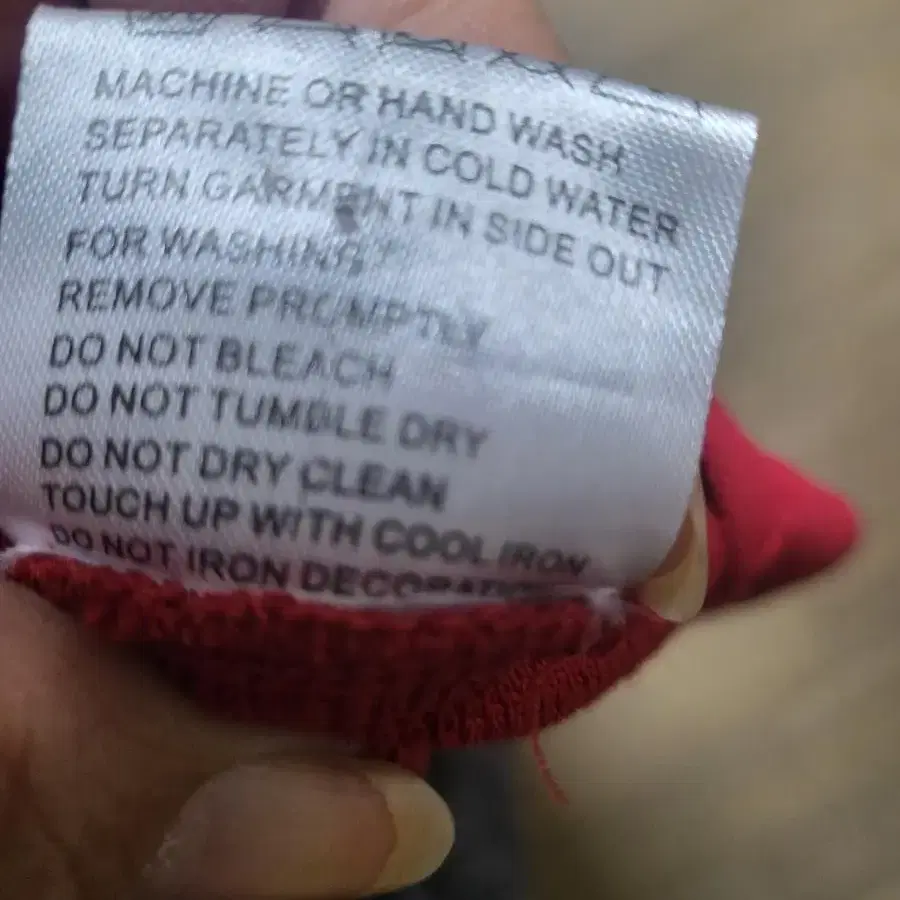 MACHINE OR HAND WASH
SEPARATELY IN COLD WATER
TURN GARMENT IN SIDE OUT
FOR WASHING
REMOVE PROMPTLY
DO NOT BLEACH
DO NOT TUMBLE DRY
DO NOT DRY CLEAN
TOUCH UP WITH COOL IRON
DO NOT IRON